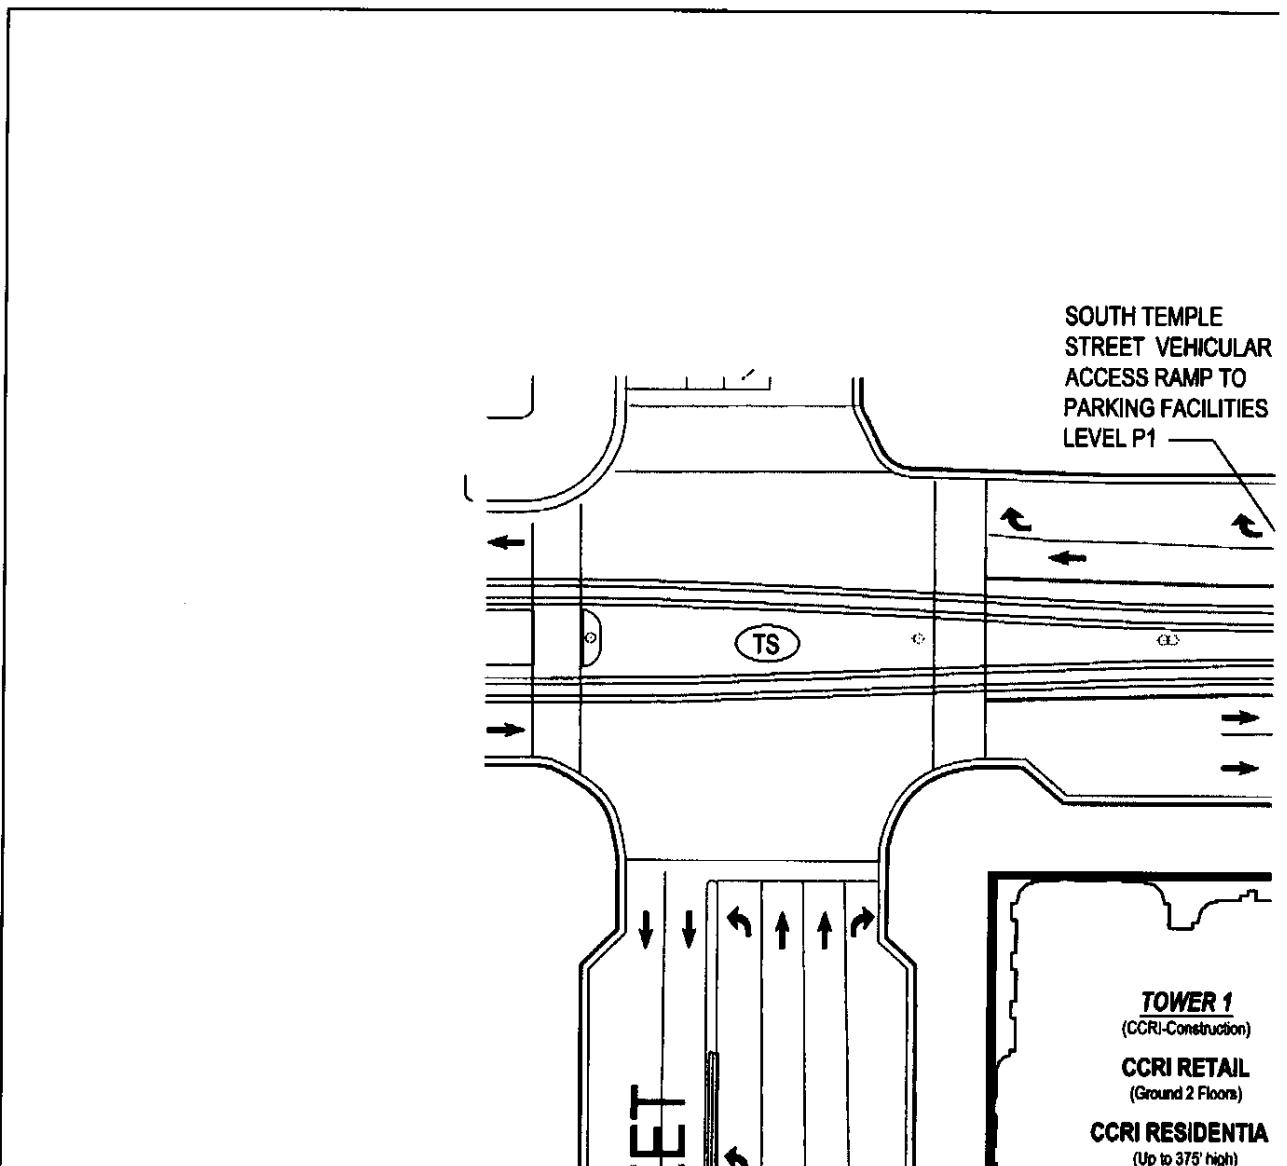 SOUTH TEMPLE
STREET VEHICULAR
ACCESS RAMP TO
PARKING FACILITIES
LEVEL P1
TS
TOWER 1
(CCRI-Construction)
CCRI RETAIL
(Ground 2 Floors)
CCRI RESIDENTIA
(Up to 375' high)
EET